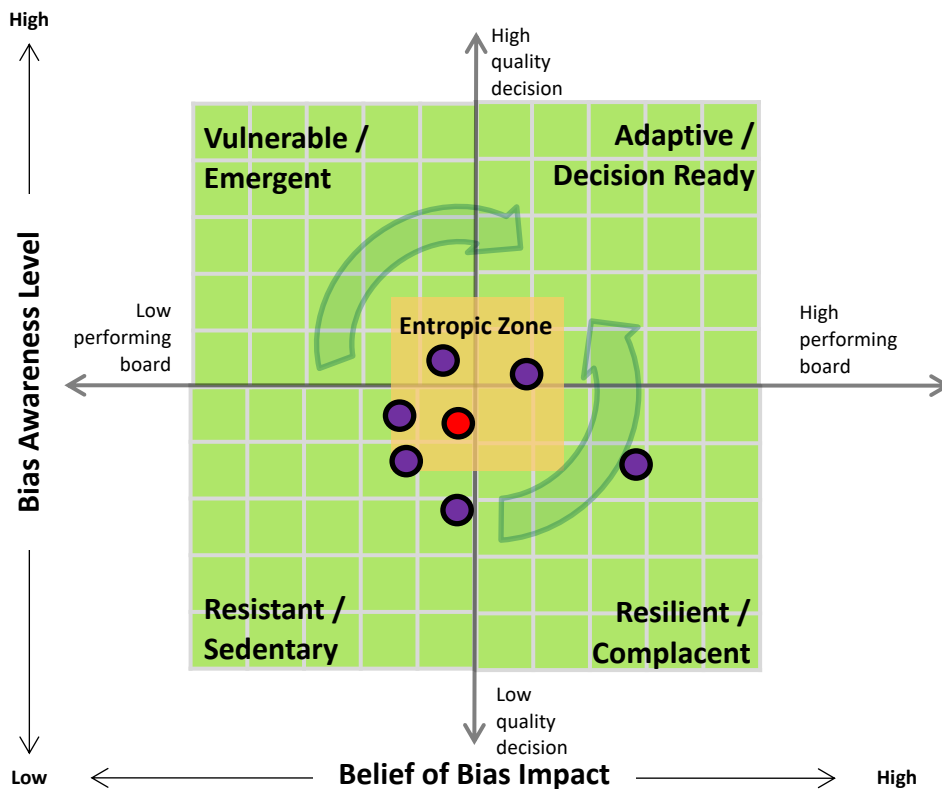 High
High
quality
decision
Vulnerable /
Emergent
Adaptive /
Decision Ready
Bias Awareness Level
Low
performing
board
Entropic Zone
High
performing
board
Resistant /
Sedentary
Resilient /
Complacent
Low
quality
decision
Low
Belief of Bias Impact
High